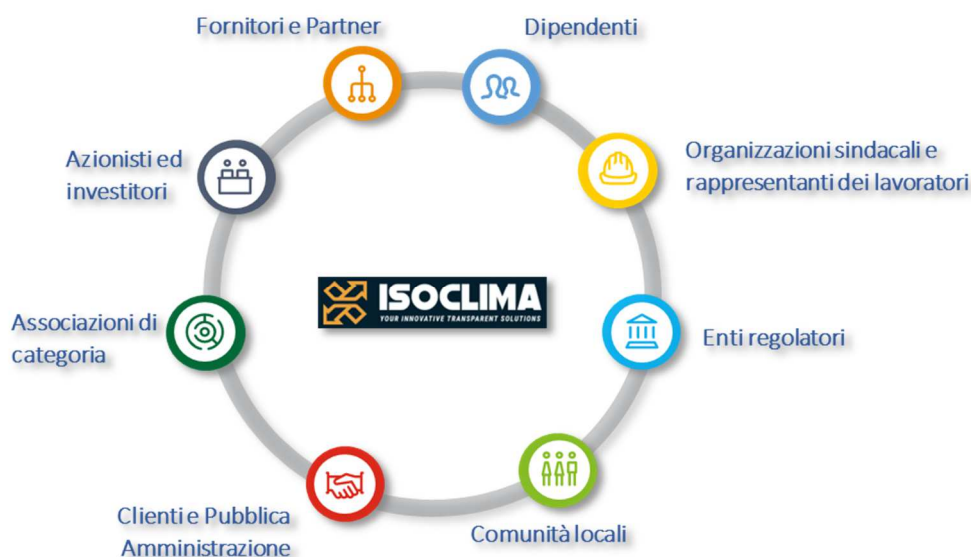 Fornitori e Partner
Dipendenti
Organizzazioni sindacali e
rappresentanti dei lavoratori
Azionisti ed
investitori
ISOCLIMA
YOUR INNOVATIVE TRANSPARENT SOLUTIONS
Associazioni di
categoria
Enti regolatori
Clienti e Pubblica
Amministrazione
Comunità locali